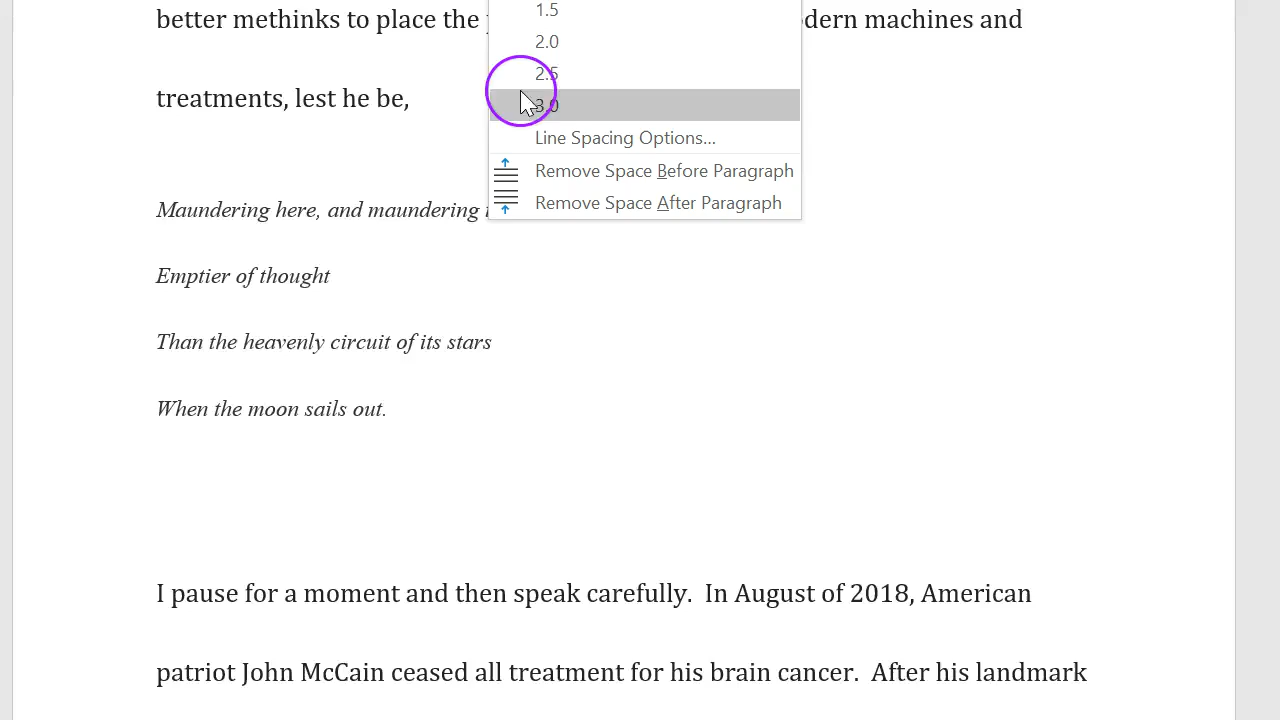 better methinks to place the
1.5
modern machines and
2.0
2.5
treatments, lest he be,
3.0
Line Spacing Options...
Remove Space Before Paragraph
Remove Space After Paragraph
Maundering here, and maundering
Emptier of thought
Than the heavenly circuit of its stars
When the moon sails out.
I pause for a moment and then speak carefully.  In August of 2018, American
patriot John McCain ceased all treatment for his brain cancer.  After his landmark